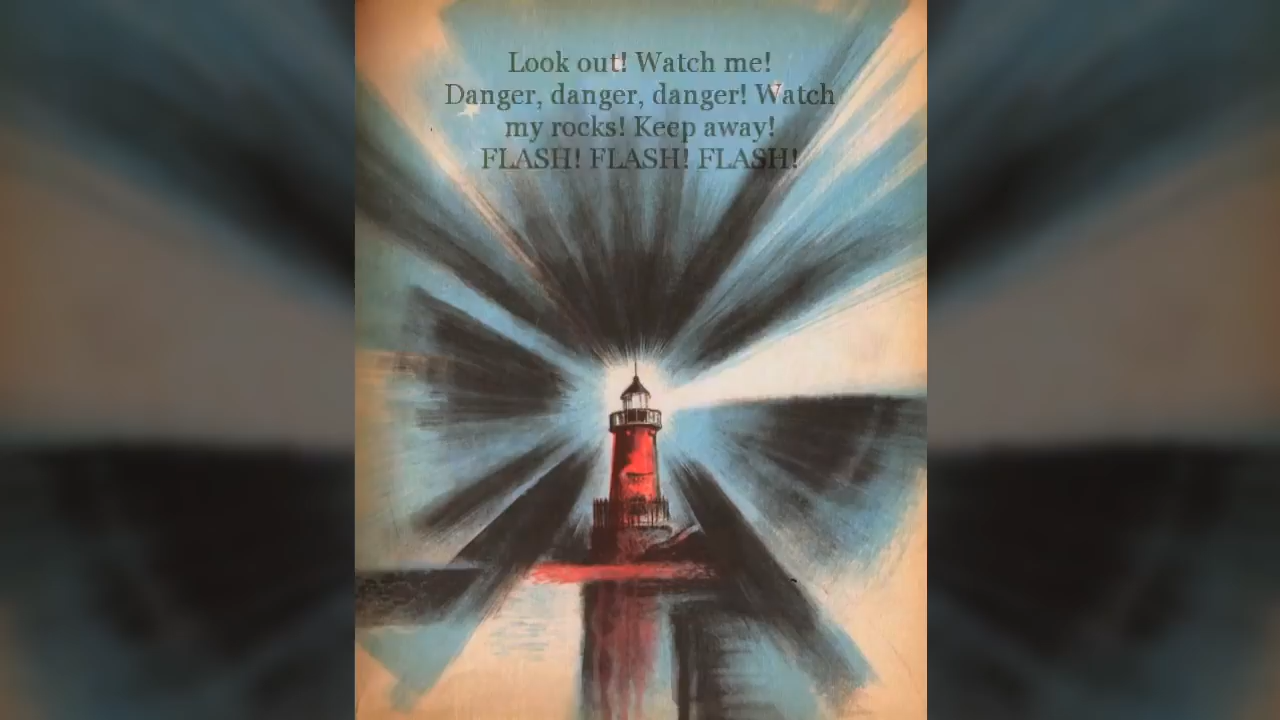 Look out! Watch me!
Danger, danger, danger! Watch
my rocks! Keep away!
FLASH! FLASH! FLASH!